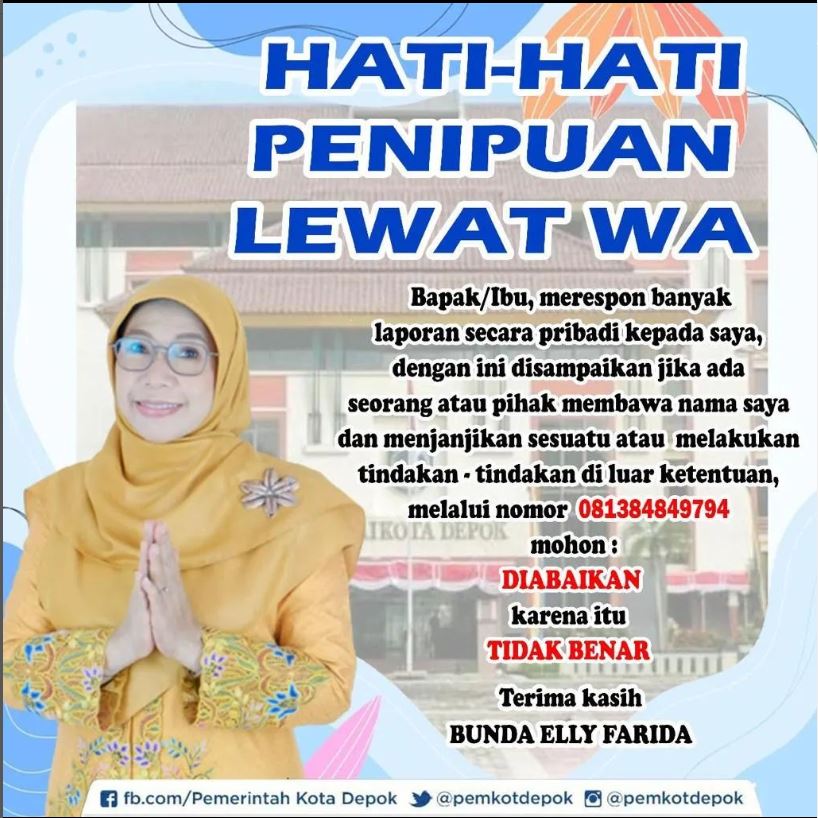 HATI-HATI
PENIPUAN
LEWAT WA
Bapak/Ibu, merespon banyak
laporan secara pribadi kepada saya,
dengan ini disampaikan jika ada
seorang atau pihak membawa nama saya
dan menjanjikan sesuatu atau melakukan
tindakan - tindakan di luar ketentuan,
melalui nomor 081384849794
IKOTA DEPOK
mohon :
DIABAIKAN
karena itu
TIDAK BENAR
Terima kasih
BUNDA ELLY FARIDA
fb.com/Pemerintah Kota Depok @pemkotdepok @pemkotdepok